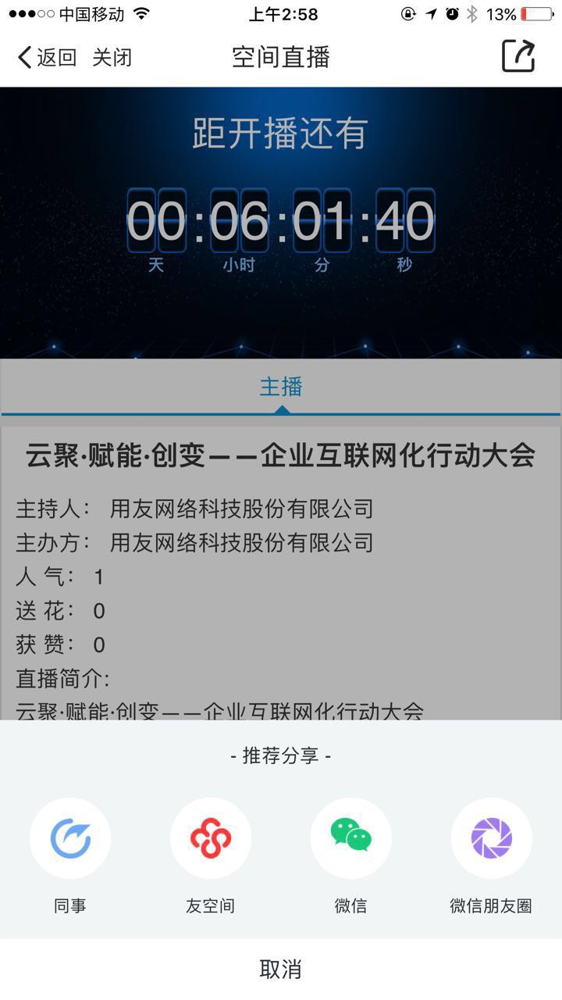 中国移动 上午2:58 13%
返回 关闭 空间直播
距开播还有
00:06:01:40
天 小时 分 秒
主播
云聚·赋能·创变——企业互联网化行动大会
主持人： 用友网络科技股份有限公司
主办方： 用友网络科技股份有限公司
人 气： 1
送 花： 0
获 赞： 0
直播简介:
云聚·赋能·创变——企业互联网化行动大会
- 推荐分享 -
同事 友空间 微信 微信朋友圈
取消